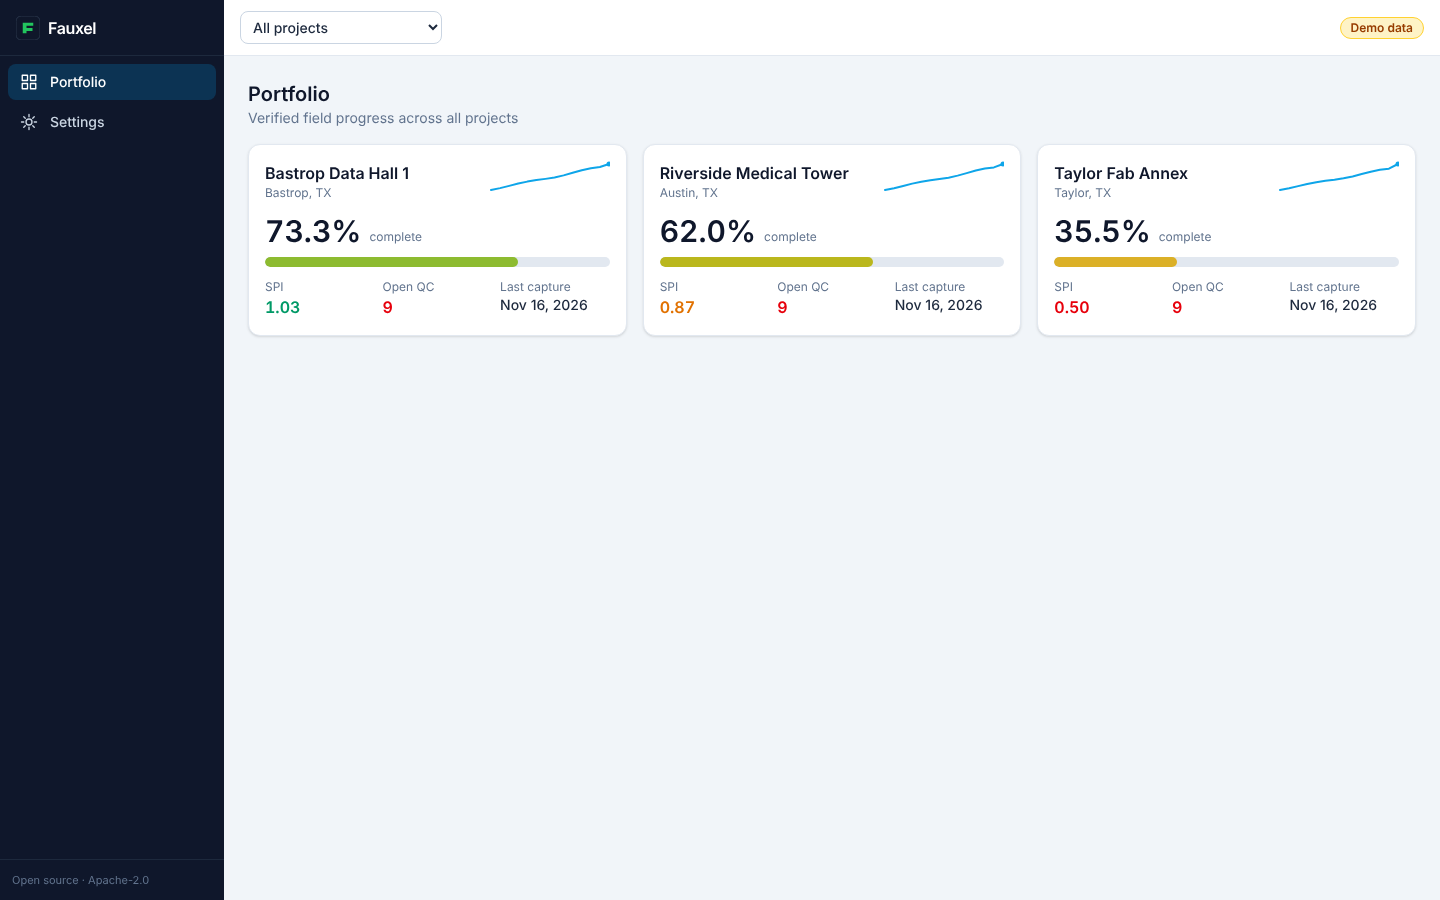 Fauxel
All projects
Demo data
Portfolio
Settings
Portfolio
Verified field progress across all projects
Bastrop Data Hall 1
Bastrop, TX
73.3% complete
SPI Open QC Last capture
1.03 9 Nov 16, 2026
Riverside Medical Tower
Austin, TX
62.0% complete
SPI Open QC Last capture
0.87 9 Nov 16, 2026
Taylor Fab Annex
Taylor, TX
35.5% complete
SPI Open QC Last capture
0.50 9 Nov 16, 2026
Open source · Apache-2.0